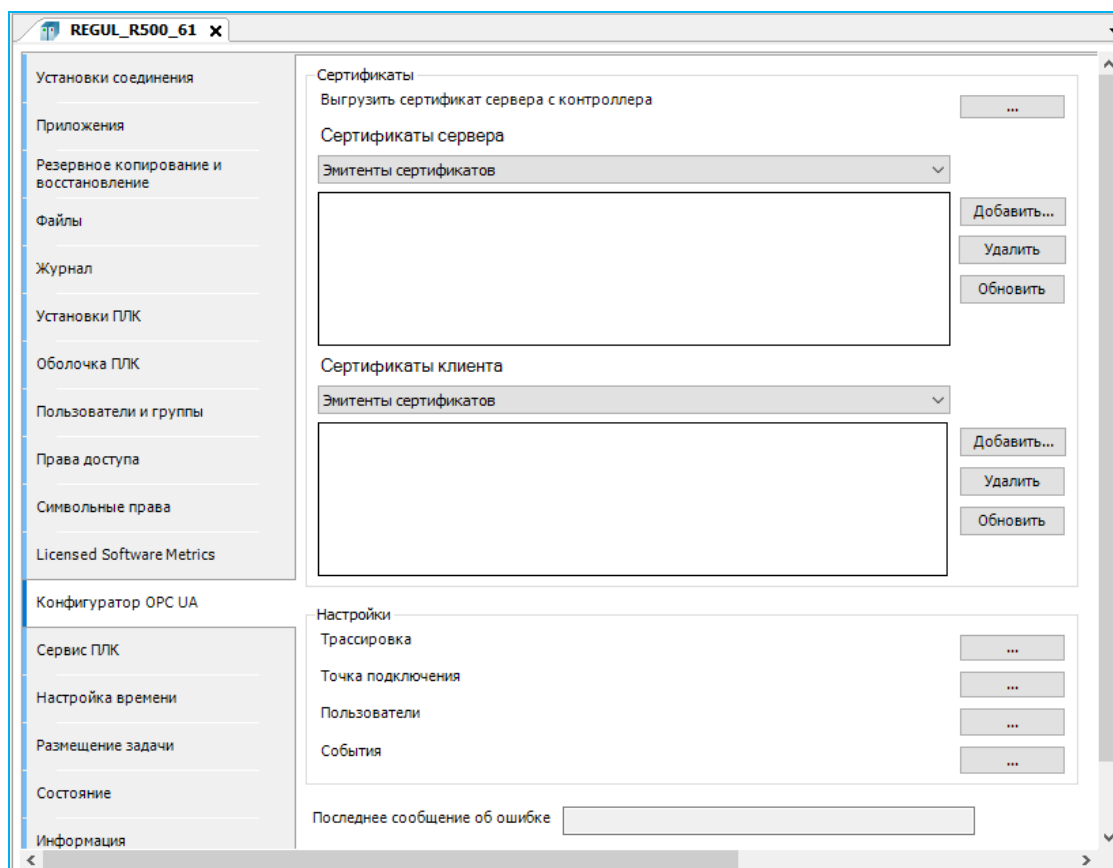 REGUL_R500_61
Установки соединения
Приложения
Резервное копирование и
восстановление
Файлы
Журнал
Установки ПЛК
Оболочка ПЛК
Пользователи и группы
Права доступа
Символьные права
Licensed Software Metrics
Конфигуратор OPC UA
Сервис ПЛК
Настройка времени
Размещение задачи
Состояние
Информация
Сертификаты
Выгрузить сертификат сервера с контроллера
...
Сертификаты сервера
Эмитенты сертификатов
Добавить...
Удалить
Обновить
Сертификаты клиента
Эмитенты сертификатов
Добавить...
Удалить
Обновить
Настройки
Трассировка
...
Точка подключения
...
Пользователи
...
События
...
Последнее сообщение об ошибке